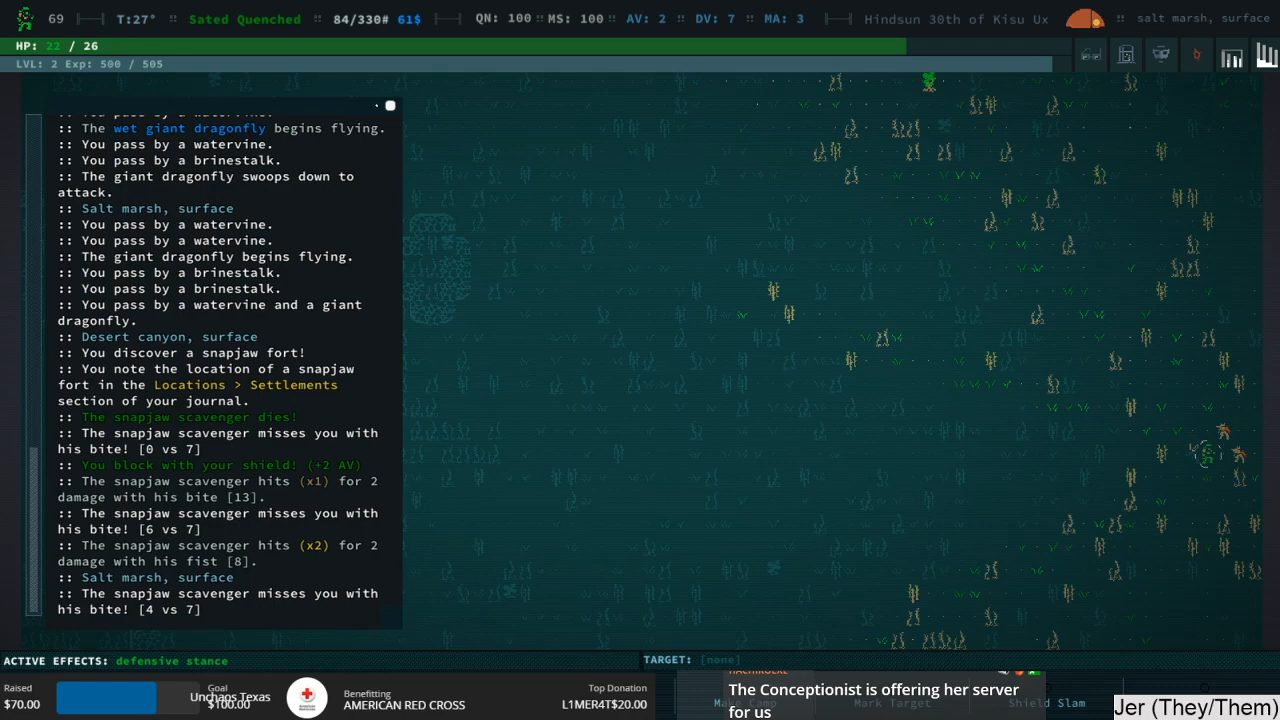 69
T:27°
Sated Quenched
84/330# 61$
QN: 100
MS: 100
AV: 2
DV: 7
MA: 3
Hindsun 30th of Kisu Ux
salt marsh, surface
HP: 22 / 26
LVL: 2 Exp: 500 / 505
:: The wet giant dragonfly begins flying.
:: You pass by a watervine.
:: You pass by a brinestalk.
:: The giant dragonfly swoops down to
attack.
:: Salt marsh, surface
:: You pass by a watervine.
:: You pass by a watervine.
:: The giant dragonfly begins flying.
:: You pass by a brinestalk.
:: You pass by a brinestalk.
:: You pass by a watervine and a giant
dragonfly.
:: Desert canyon, surface
:: You discover a snapjaw fort!
:: You note the location of a snapjaw
fort in the Locations > Settlements
section of your journal.
:: The snapjaw scavenger dies!
:: The snapjaw scavenger misses you with
his bite! [0 vs 7]
:: You block with your shield! (+2 AV)
:: The snapjaw scavenger hits (x1) for 2
damage with his bite [13].
:: The snapjaw scavenger misses you with
his bite! [6 vs 7]
:: The snapjaw scavenger hits (x2) for 2
damage with his fist [8].
:: Salt marsh, surface
:: The snapjaw scavenger misses you with
his bite! [4 vs 7]
ACTIVE EFFECTS: defensive stance
TARGET: [none]
Raised
$70.00
Goal
$100.00
Unchaos Texas
Benefitting
AMERICAN RED CROSS
Top Donation
L1MER4T$20.00
The Conceptionist is offering her server
for us
Make Camp
Mark Target
Shield Slam
Jer (They/Them)